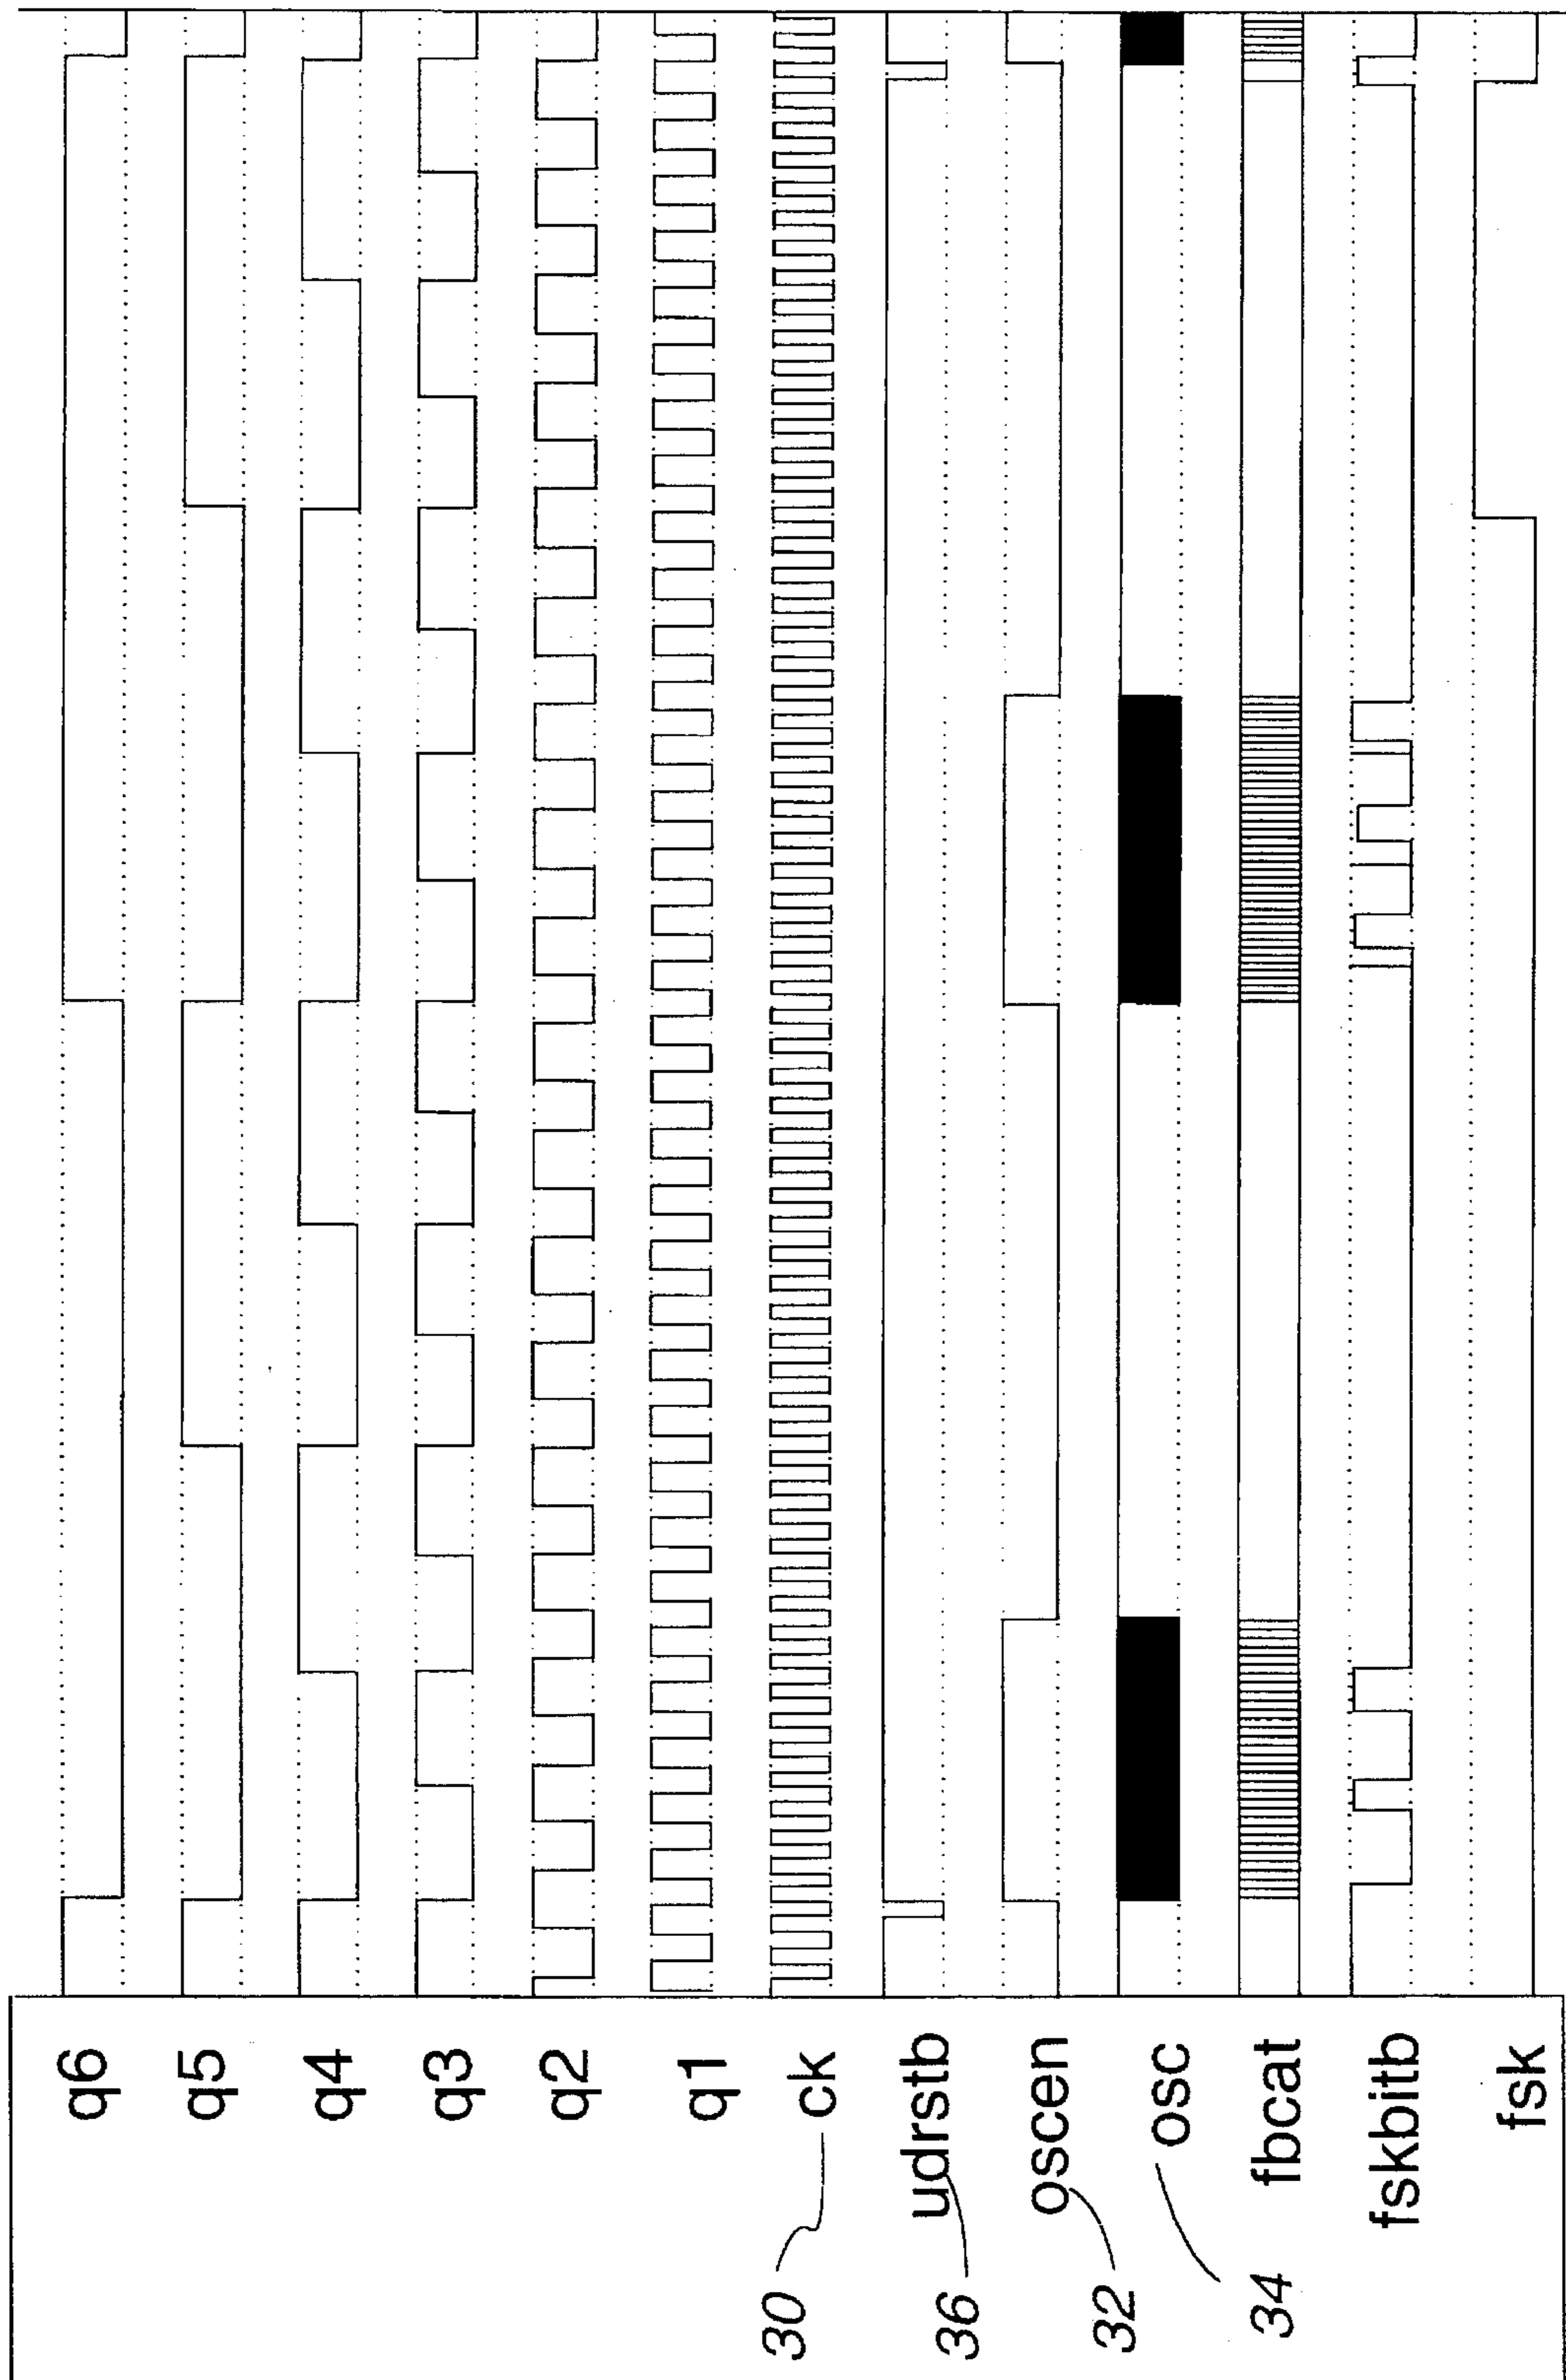 q6
q5
q4
q3
q2
q1
30 ck
36 udrstb
32 oscen
34 osc
fbcat
fskbitb
fsk